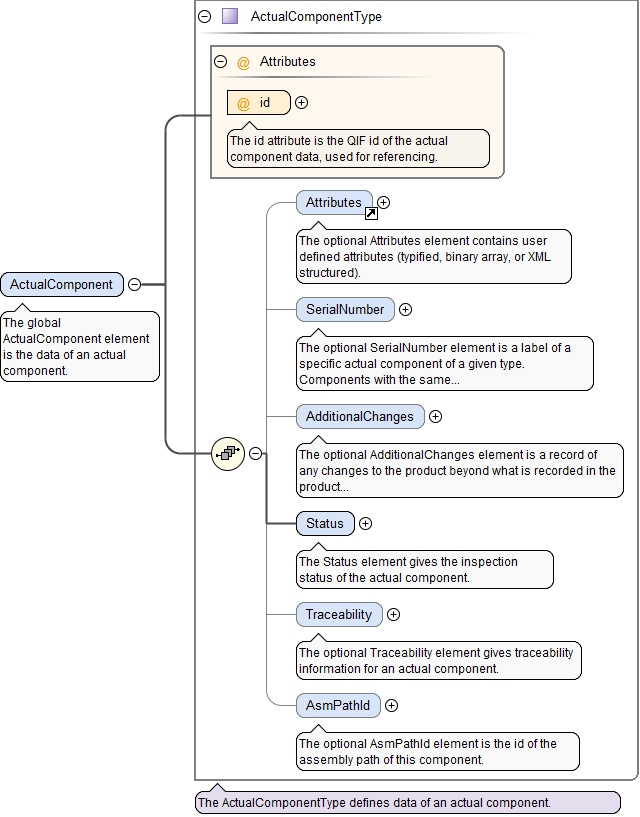 ActualComponentType
@ Attributes
@ id
The id attribute is the QIF id of the actual
component data, used for referencing.
Attributes
The optional Attributes element contains user
defined attributes (typified, binary array, or XML
structured).
ActualComponent
The global
ActualComponent element
is the data of an actual
component.
SerialNumber
The optional SerialNumber element is a label of a
specific actual component of a given type.
Components with the same...
AdditionalChanges
The optional AdditionalChanges element is a record of
any changes to the product beyond what is recorded in the
product...
Status
The Status element gives the inspection
status of the actual component.
Traceability
The optional Traceability element gives traceability
information for an actual component.
AsmPathId
The optional AsmPathId element is the id of the
assembly path of this component.
The ActualComponentType defines data of an actual component.